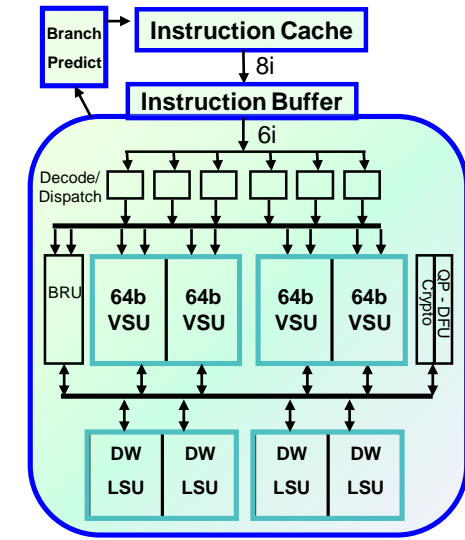 Branch
Predict
Instruction Cache
8i
Instruction Buffer
6i
Decode/
Dispatch
BRU
64b
VSU
64b
VSU
64b
VSU
64b
VSU
Crypto
QP - DFU
DW
LSU
DW
LSU
DW
LSU
DW
LSU